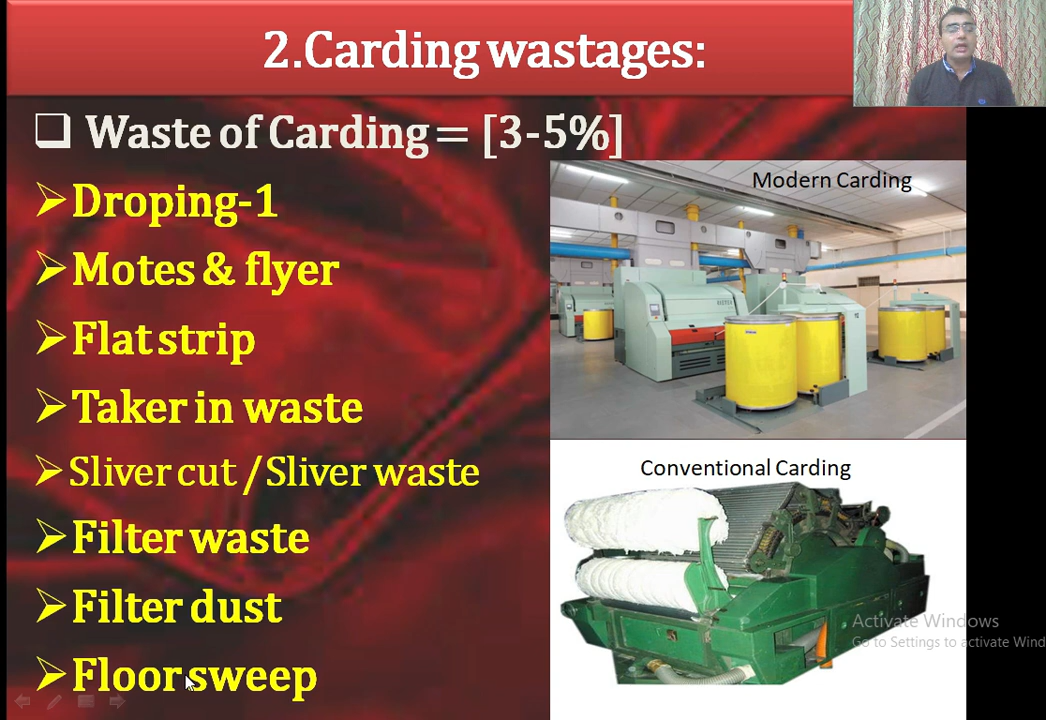 2.Carding wastages:
❑ Waste of Carding = [3-5%]
➢Droping-1
➢Motes & flyer
➢Flat strip
➢Taker in waste
➢Sliver cut /Sliver waste
➢Filter waste
➢Filter dust
➢Floor sweep
Modern Carding
Conventional Carding
Activate Windows
Go to Settings to activate Wind